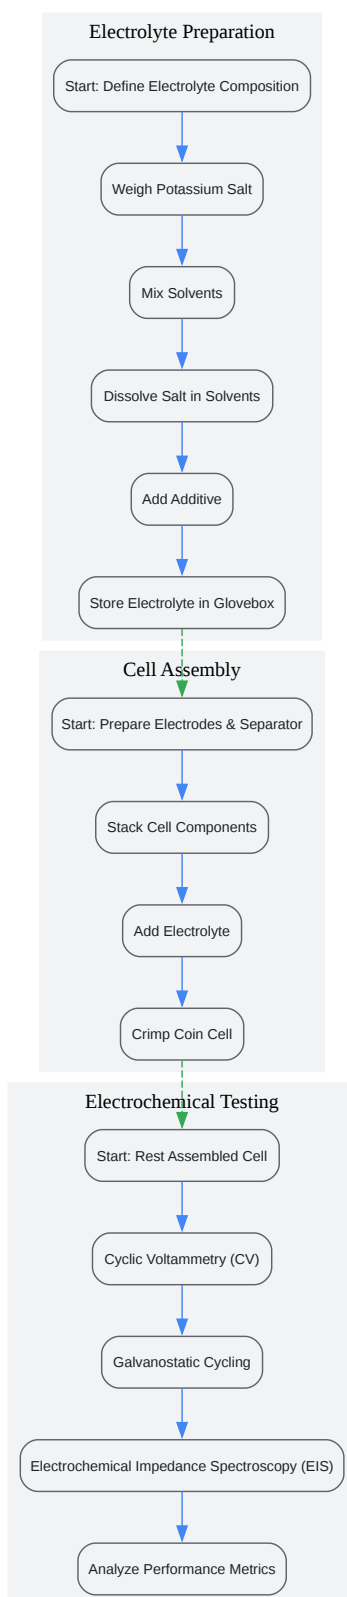 Electrolyte Preparation
Start: Define Electrolyte Composition
Weigh Potassium Salt
Mix Solvents
Dissolve Salt in Solvents
Add Additive
Store Electrolyte in Glovebox
Cell Assembly
Start: Prepare Electrodes & Separator
Stack Cell Components
Add Electrolyte
Crimp Coin Cell
Electrochemical Testing
Start: Rest Assembled Cell
Cyclic Voltammetry (CV)
Galvanostatic Cycling
Electrochemical Impedance Spectroscopy (EIS)
Analyze Performance Metrics